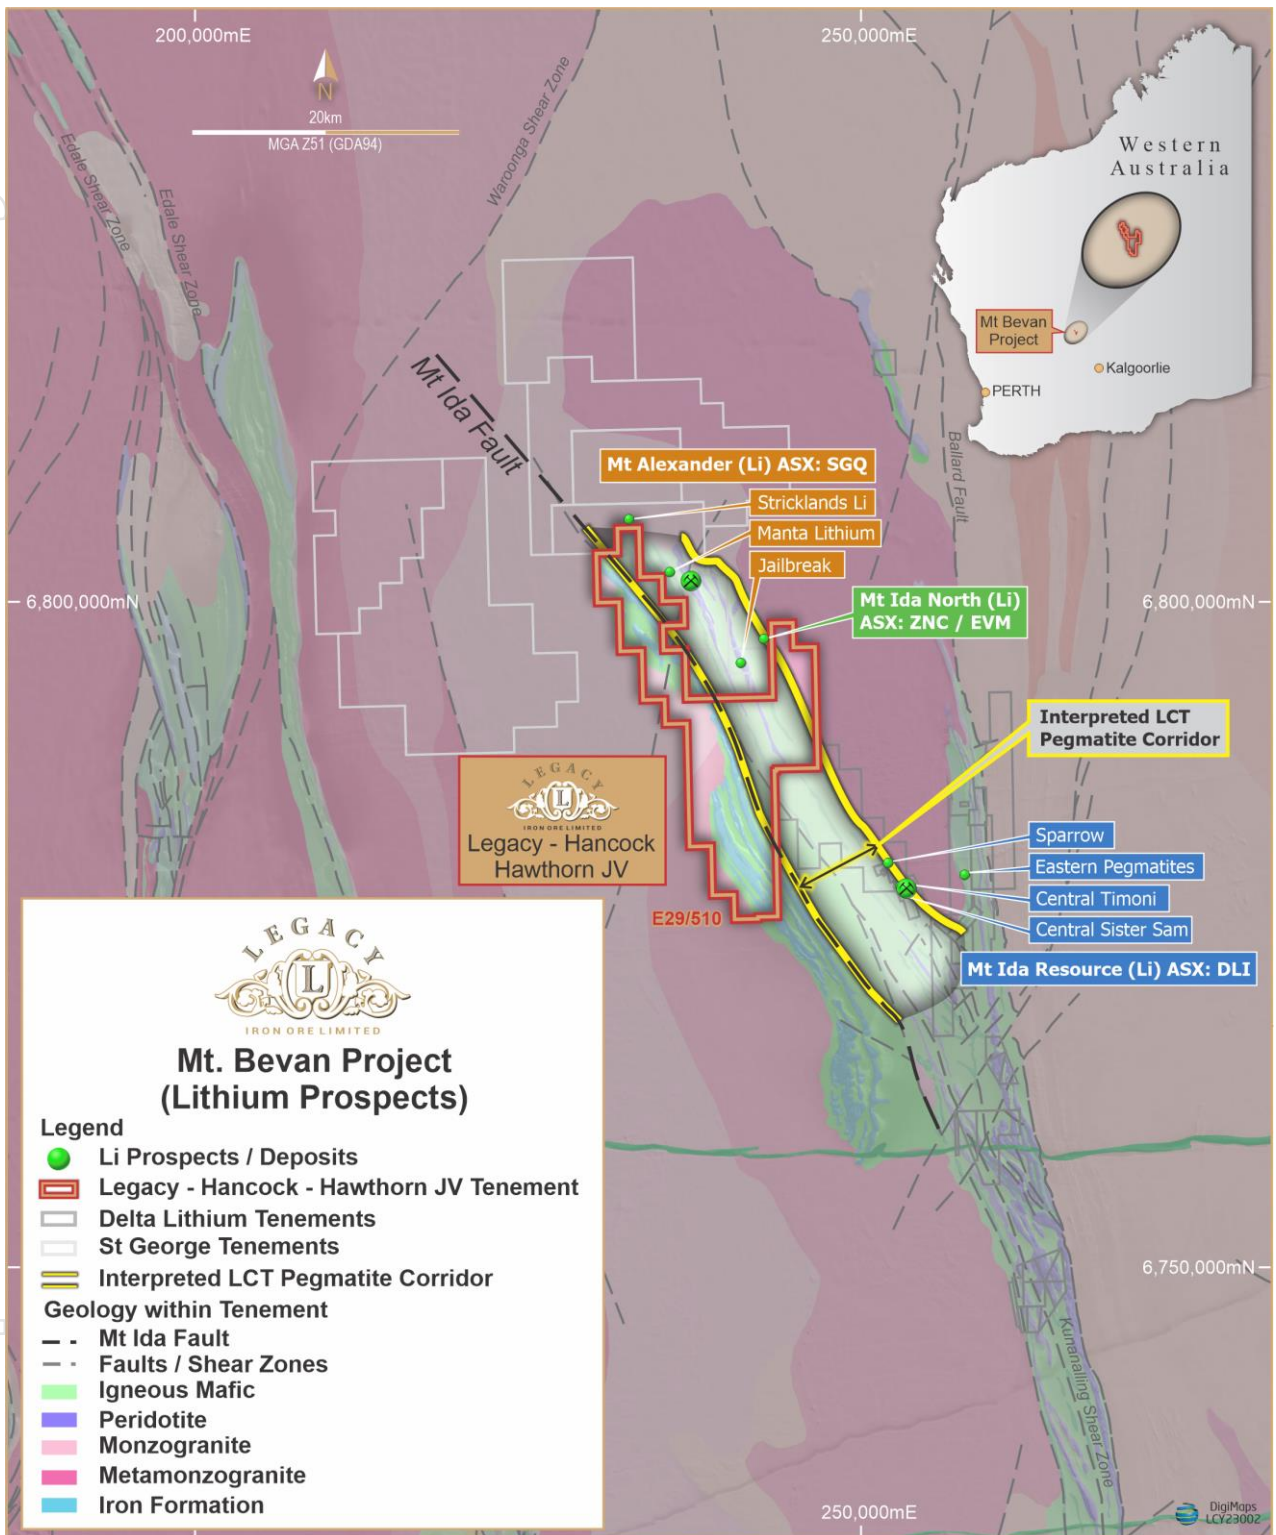 200,000mE
250,000mE
N
20km
MGA Z51 (GDA94)
Edale Shear Zone
Edale Shear Zone
Waroonga Shear Zone
Mt Ida Fault
Ballard Fault
Western
Australia
Mt Bevan
Project
Kalgoorlie
PERTH
Mt Alexander (Li) ASX: SGQ
Stricklands Li
Manta Lithium
Jailbreak
6,800,000mN
6,800,000mN
Mt Ida North (Li)
ASX: ZNC / EVM
Interpreted LCT
Pegmatite Corridor
LEGACY
L
IRON ORE LIMITED
Legacy - Hancock
Hawthorn JV
E29/510
Sparrow
Eastern Pegmatites
Central Timoni
Central Sister Sam
Mt Ida Resource (Li) ASX: DLI
LEGACY
L
IRON ORE LIMITED
Mt. Bevan Project
(Lithium Prospects)
Legend
Li Prospects / Deposits
Legacy - Hancock - Hawthorn JV Tenement
Delta Lithium Tenements
St George Tenements
Interpreted LCT Pegmatite Corridor
Geology within Tenement
Mt Ida Fault
Faults / Shear Zones
Igneous Mafic
Peridotite
Monzogranite
Metamonzogranite
Iron Formation
6,750,000mN
Kunanalling Shear Zone
250,000mE
DigiMaps
LCY23002